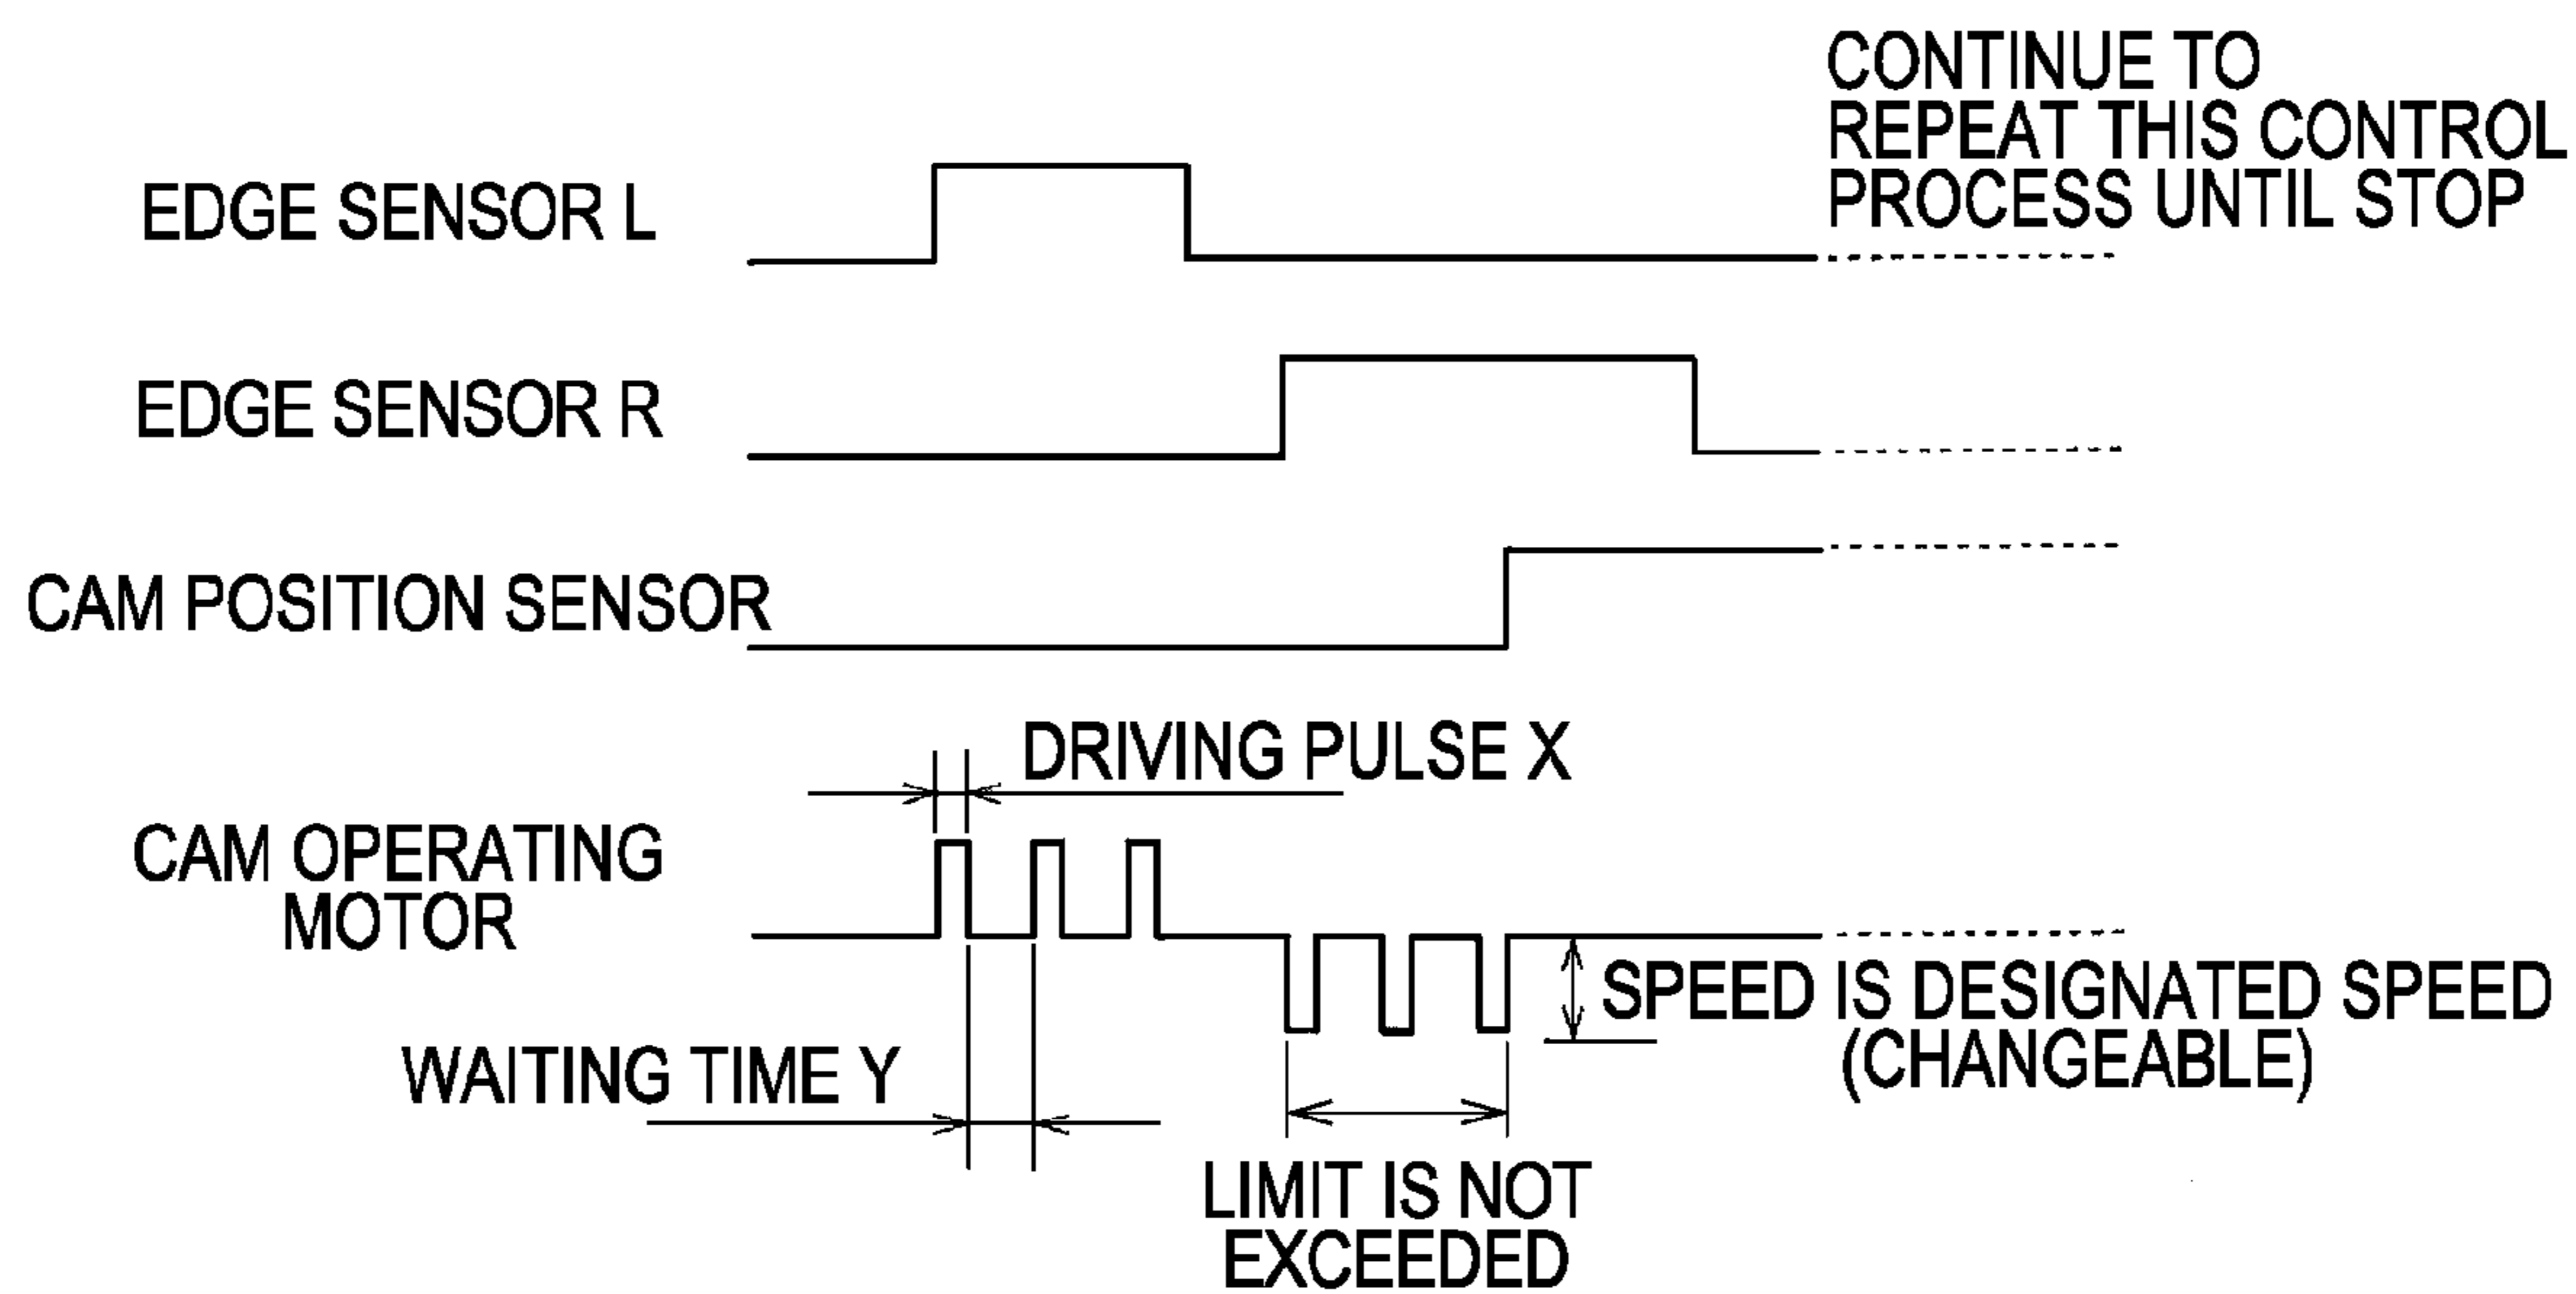 CONTINUE TO
REPEAT THIS CONTROL
PROCESS UNTIL STOP
EDGE SENSOR L
EDGE SENSOR R
CAM POSITION SENSOR
DRIVING PULSE X
CAM OPERATING
MOTOR
SPEED IS DESIGNATED SPEED
(CHANGEABLE)
WAITING TIME Y
LIMIT IS NOT
EXCEEDED